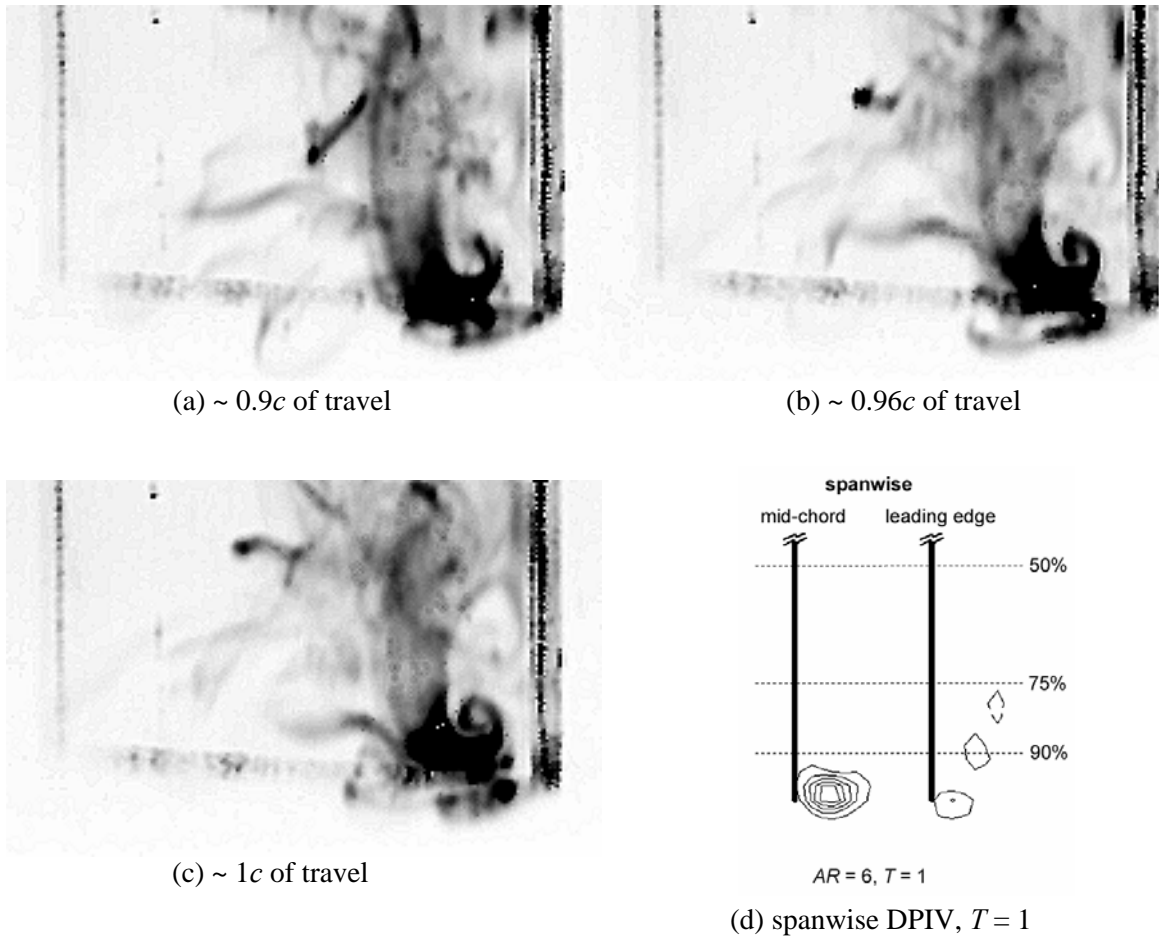 (a) ~ 0.9c of travel
(b) ~ 0.96c of travel
spanwise
mid-chord leading edge
50%
75%
90%
AR = 6, T = 1
(c) ~ 1c of travel
(d) spanwise DPIV, T = 1